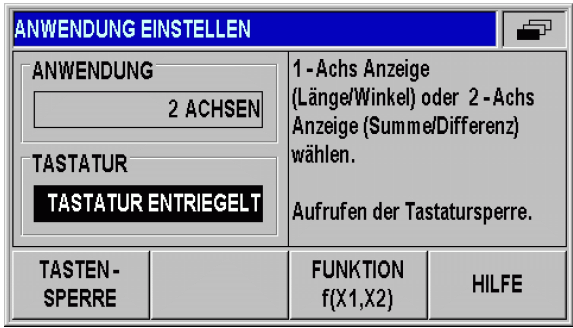 ANWENDUNG EINSTELLEN
ANWENDUNG
2 ACHSEN
TASTATUR
TASTATUR ENTRIEGELT
1 - Achs Anzeige
(Länge/Winkel) oder 2 - Achs
Anzeige (Summe/Differenz)
wählen.
Aufrufen der Tastatursperre.
TASTEN -
SPERRE
FUNKTION
f(X1,X2)
HILFE